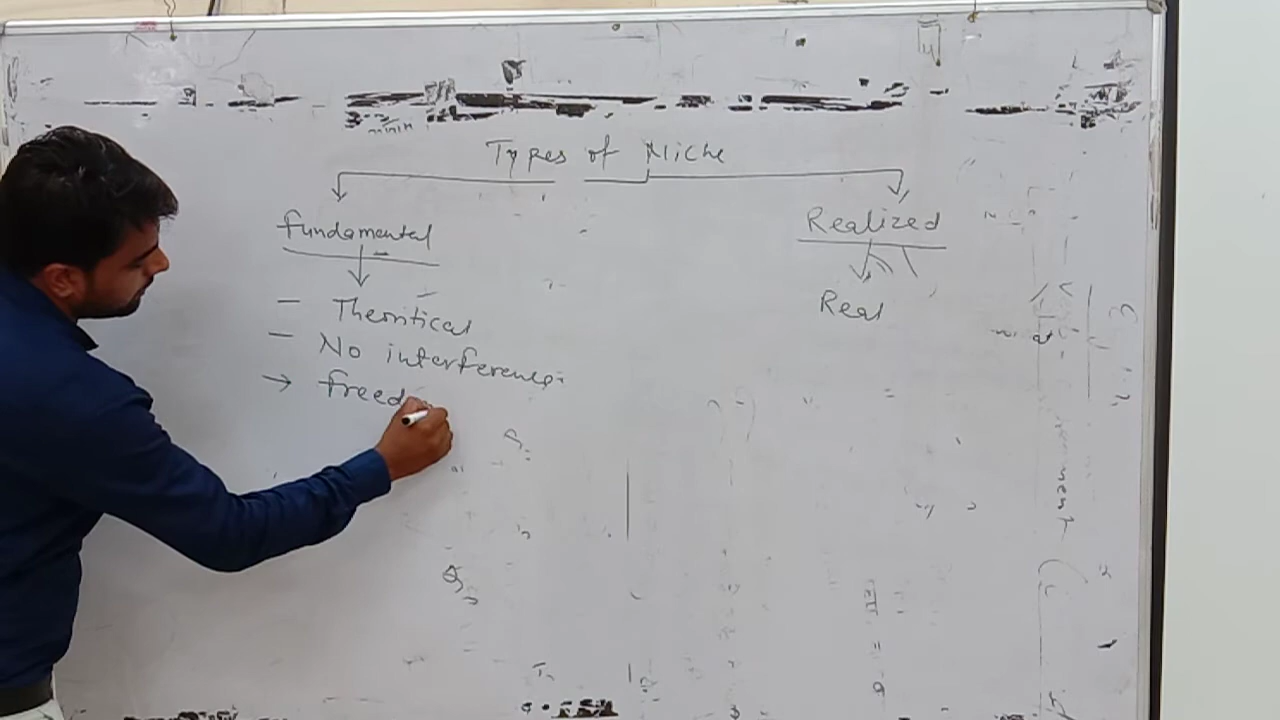 Types of Niche
Fundamental
Realized
- Theoritical
Real
- No interference
→ freed